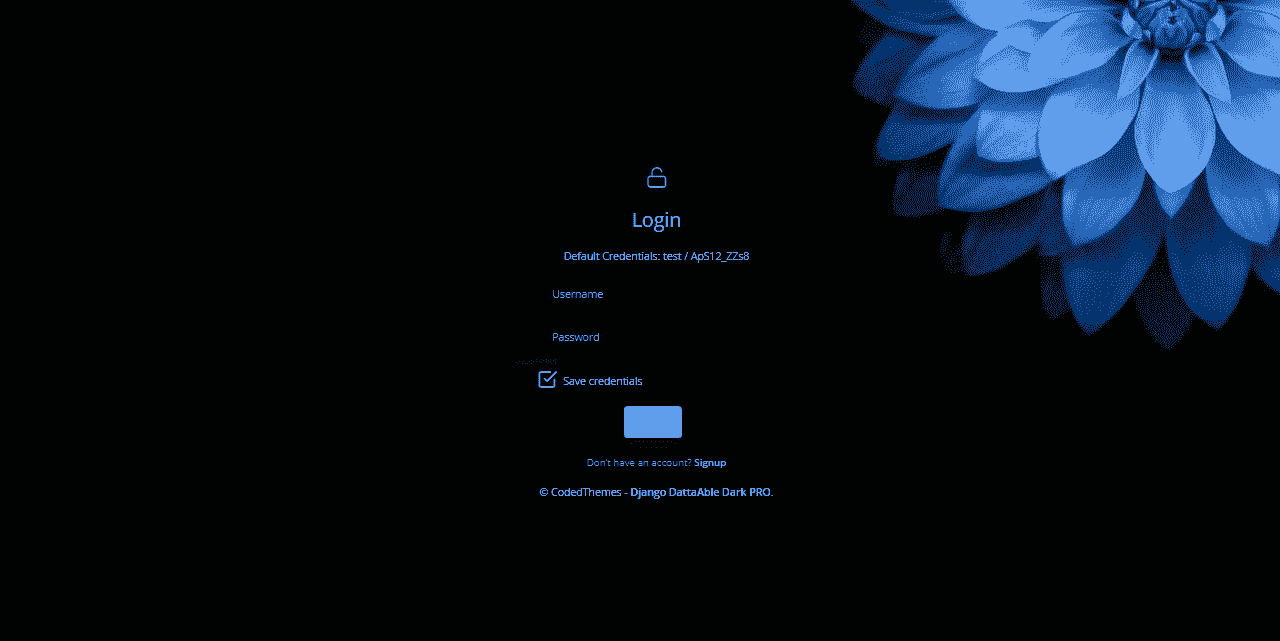 Login
Default Credentials: test / ApS12_ZZs8
Username
Password
Save credentials
Don't have an account? Signup
© CodedThemes - Django DattaAble Dark PRO.